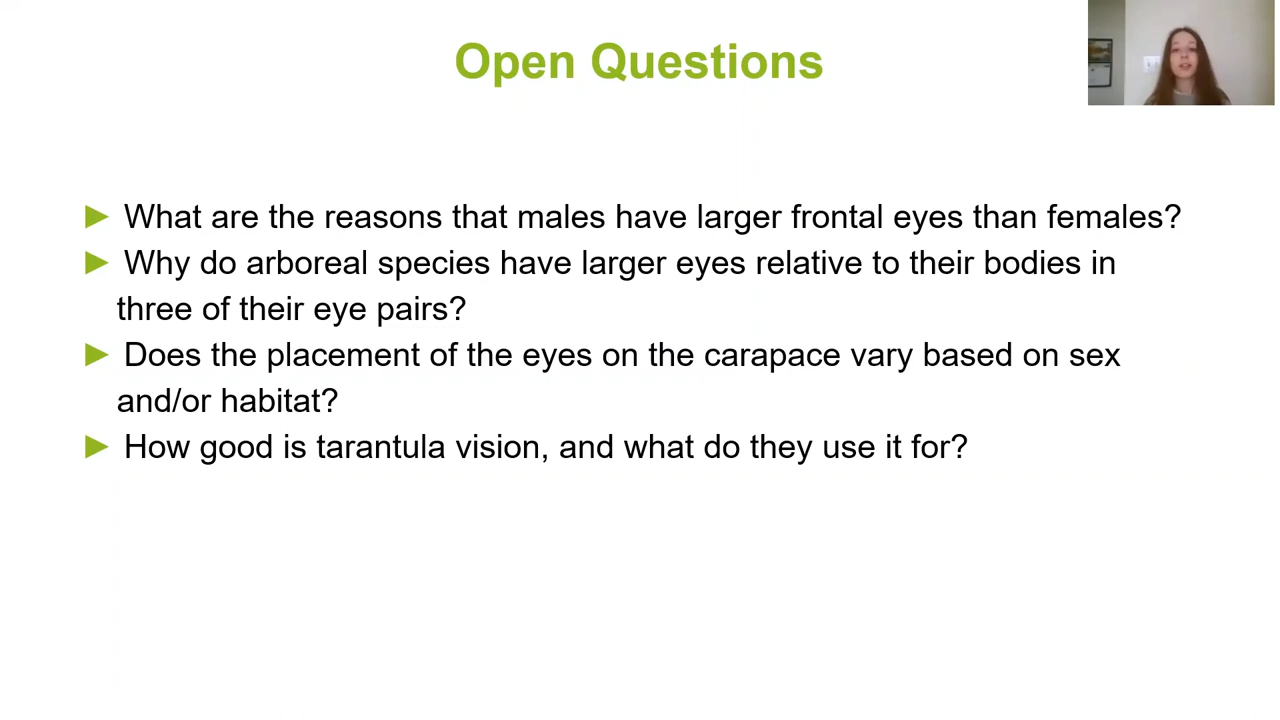 Open Questions
► What are the reasons that males have larger frontal eyes than females?
► Why do arboreal species have larger eyes relative to their bodies in
three of their eye pairs?
► Does the placement of the eyes on the carapace vary based on sex
and/or habitat?
► How good is tarantula vision, and what do they use it for?